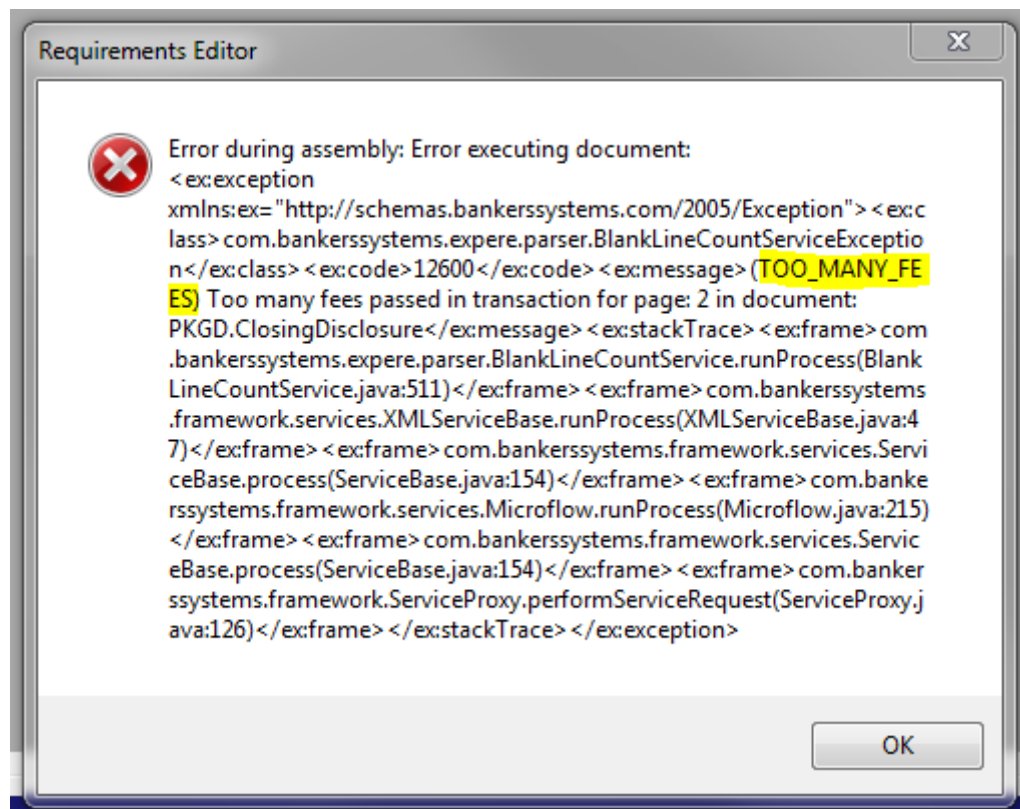 Requirements Editor
Error during assembly: Error executing document:
<ex:exception
xmlns:ex="http://schemas.bankerssystems.com/2005/Exception"><ex:c
lass>com.bankerssystems.expere.parser.BlankLineCountServiceExceptio
n</ex:class><ex:code>12600</ex:code><ex:message>(TOO_MANY_FE
ES) Too many fees passed in transaction for page: 2 in document:
PKGD.ClosingDisclosure</ex:message><ex:stackTrace><ex:frame>com
.bankerssystems.expere.parser.BlankLineCountService.runProcess(Blank
LineCountService.java:511)</ex:frame><ex:frame>com.bankerssystems
.framework.services.XMLServiceBase.runProcess(XMLServiceBase.java:4
7)</ex:frame><ex:frame>com.bankerssystems.framework.services.Servi
ceBase.process(ServiceBase.java:154)</ex:frame><ex:frame>com.banke
rssystems.framework.services.Microflow.runProcess(Microflow.java:215)
</ex:frame><ex:frame>com.bankerssystems.framework.services.Servic
eBase.process(ServiceBase.java:154)</ex:frame><ex:frame>com.banker
ssystems.framework.ServiceProxy.performServiceRequest(ServiceProxy.j
ava:126)</ex:frame></ex:stackTrace></ex:exception>
OK